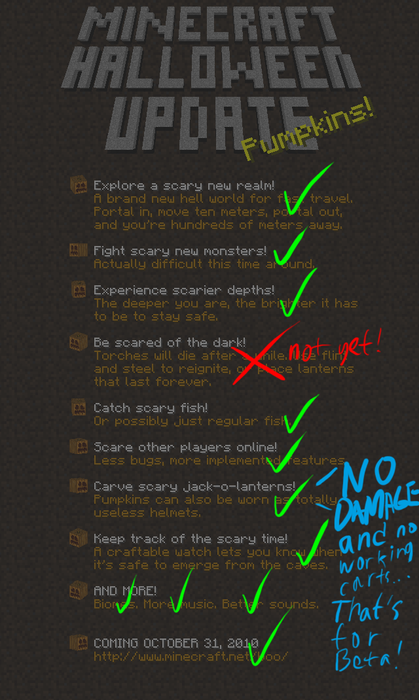 MINECRAFT
HALLOWEEN
UPDATE
Pumpkins!
Explore a scary new realm!
A brand new hell world for fast travel.
Portal in, move ten meters, portal out,
and you're hundreds of meters away.
Fight scary new monsters!
Actually difficult this time around.
Experience scarier depths!
The deeper you are, the brighter it has
to be to stay safe.
Be scared of the dark!
Torches will die after a while. Use flint
and steel to reignite, or place lanterns
that last forever.
not yet!
Catch scary fish!
Or possibly just regular fish.
Scare other players online!
Less bugs, more implemented features.
Carve scary jack-o-lanterns!
Pumpkins can also be worn as totally
useless helmets.
NO
DAMAGE
and no
working
carts...
That's
for
Beta!
Keep track of the scary time!
A craftable watch lets you know when
it's safe to emerge from the caves.
AND MORE!
Biomes. More music. Better sounds.
COMING OCTOBER 31, 2010
http://www.minecraft.net/boo/